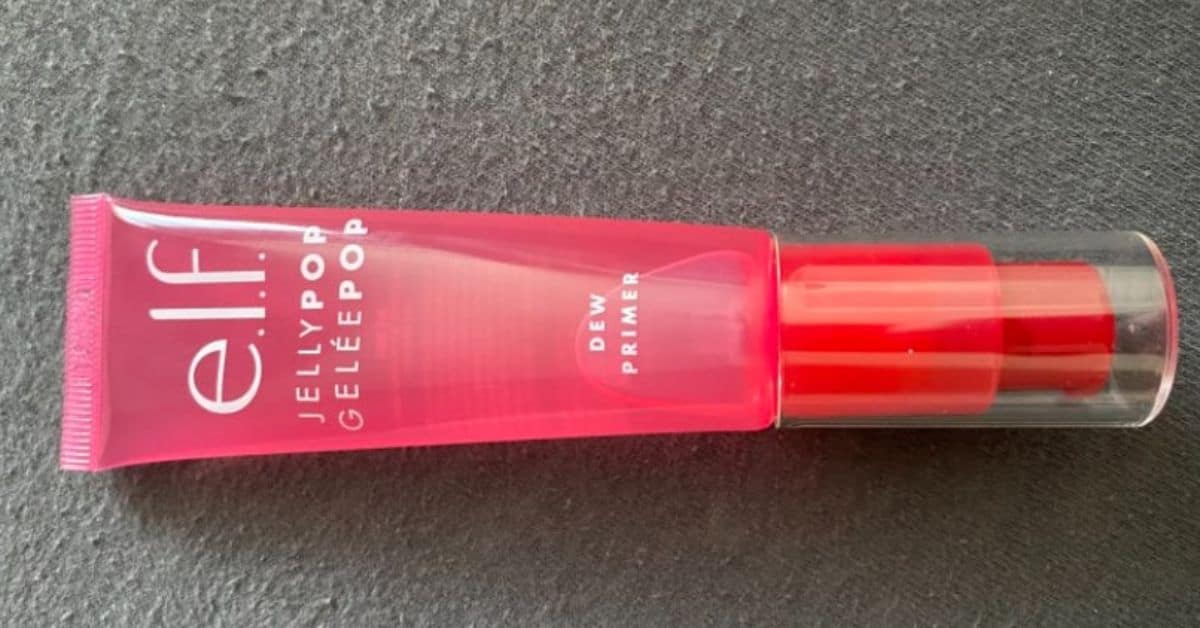 e.l.f.
JELLYPOP
GELÉEPOP
DEW
PRIMER